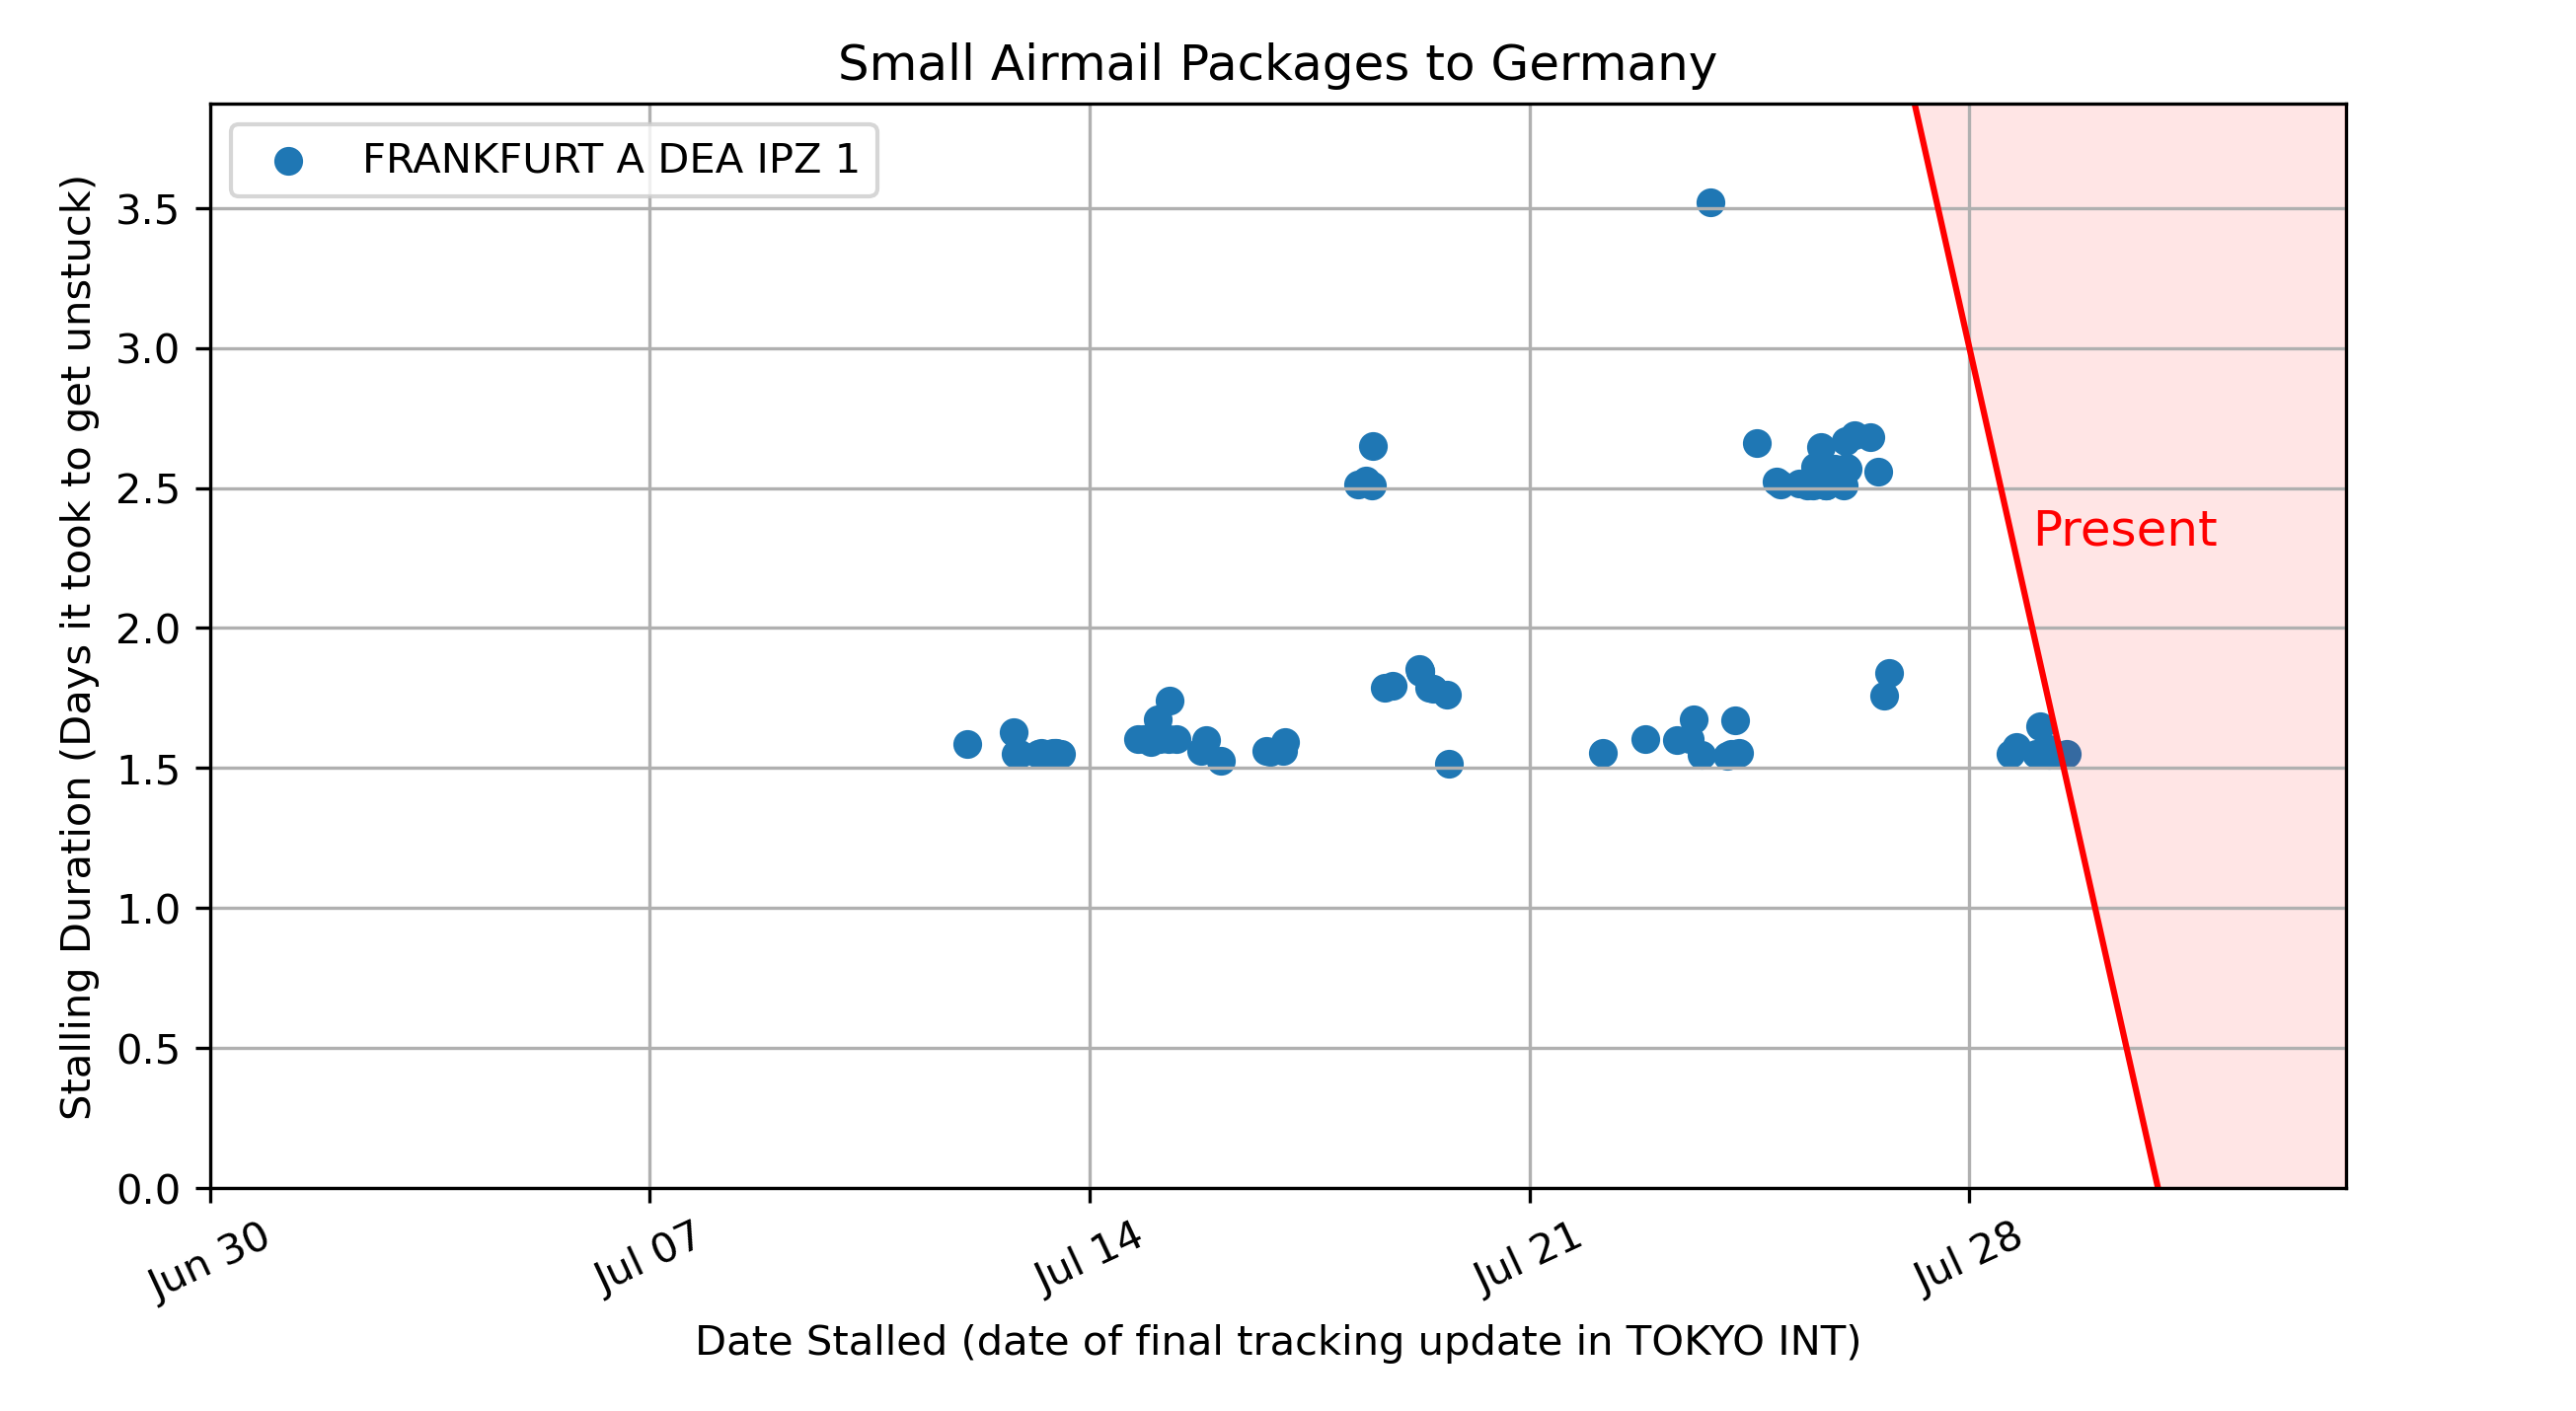 Small Airmail Packages to Germany
FRANKFURT A DEA IPZ 1
Stalling Duration (Days it took to get unstuck)
3.5
3.0
2.5
2.0
1.5
1.0
0.5
0.0
Present
Jun 30
Jul 07
Jul 14
Jul 21
Jul 28
Date Stalled (date of final tracking update in TOKYO INT)